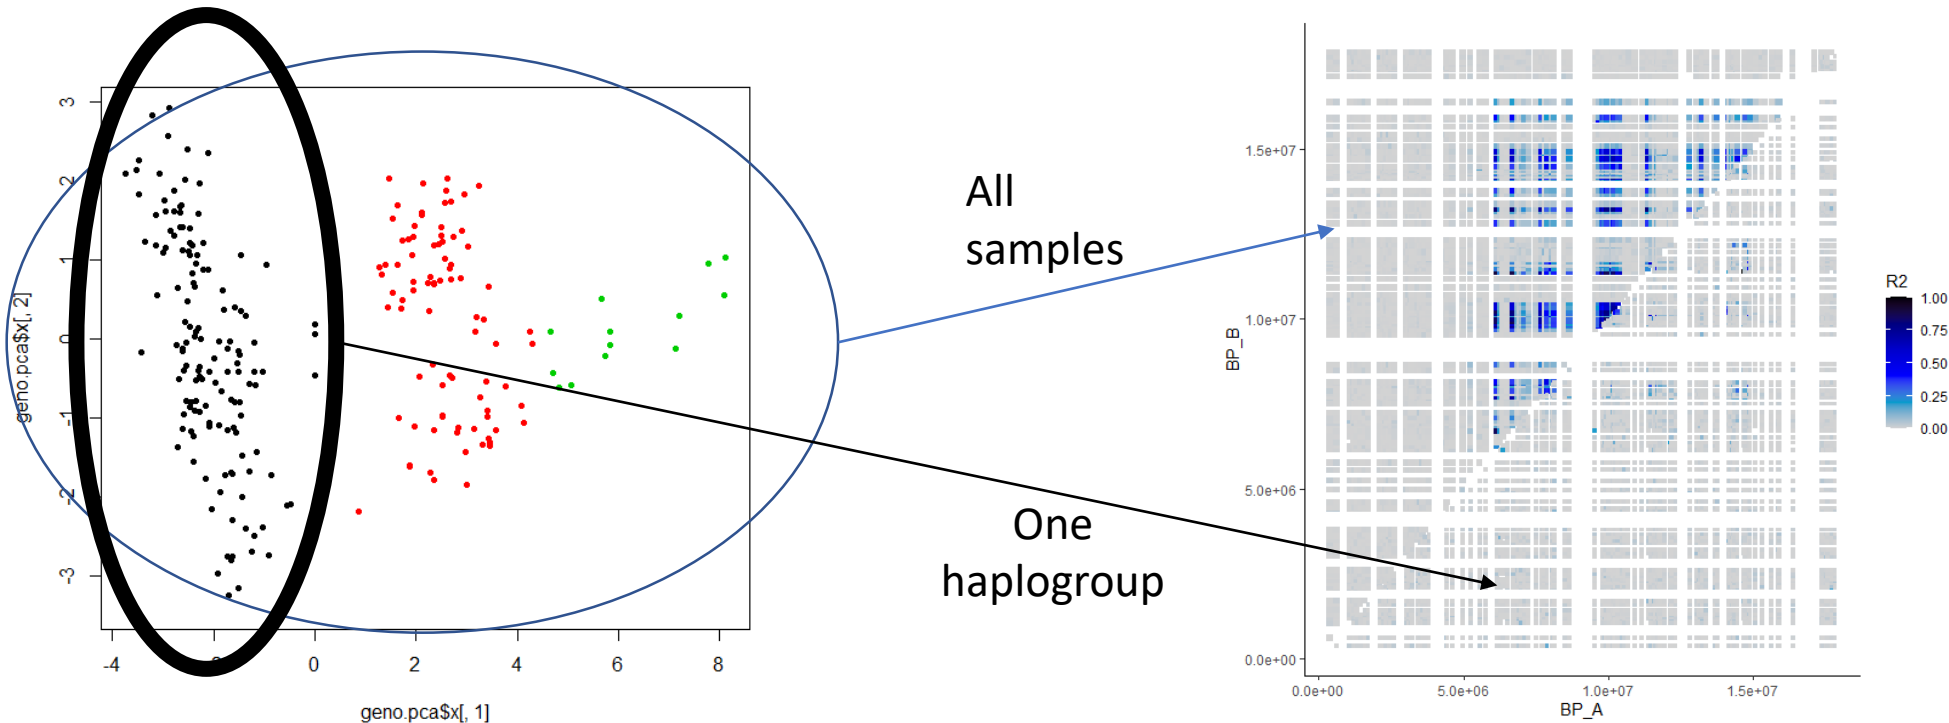 3
2
1
0
-1
-2
-3
geno.pca$x[, 2]
-4
0
2
4
6
8
geno.pca$x[, 1]
All
samples
One
haplogroup
1.5e+07
1.0e+07
5.0e+06
0.0e+00
BP_B
0.0e+00
5.0e+06
1.0e+07
1.5e+07
BP_A
R2
1.00
0.75
0.50
0.25
0.00